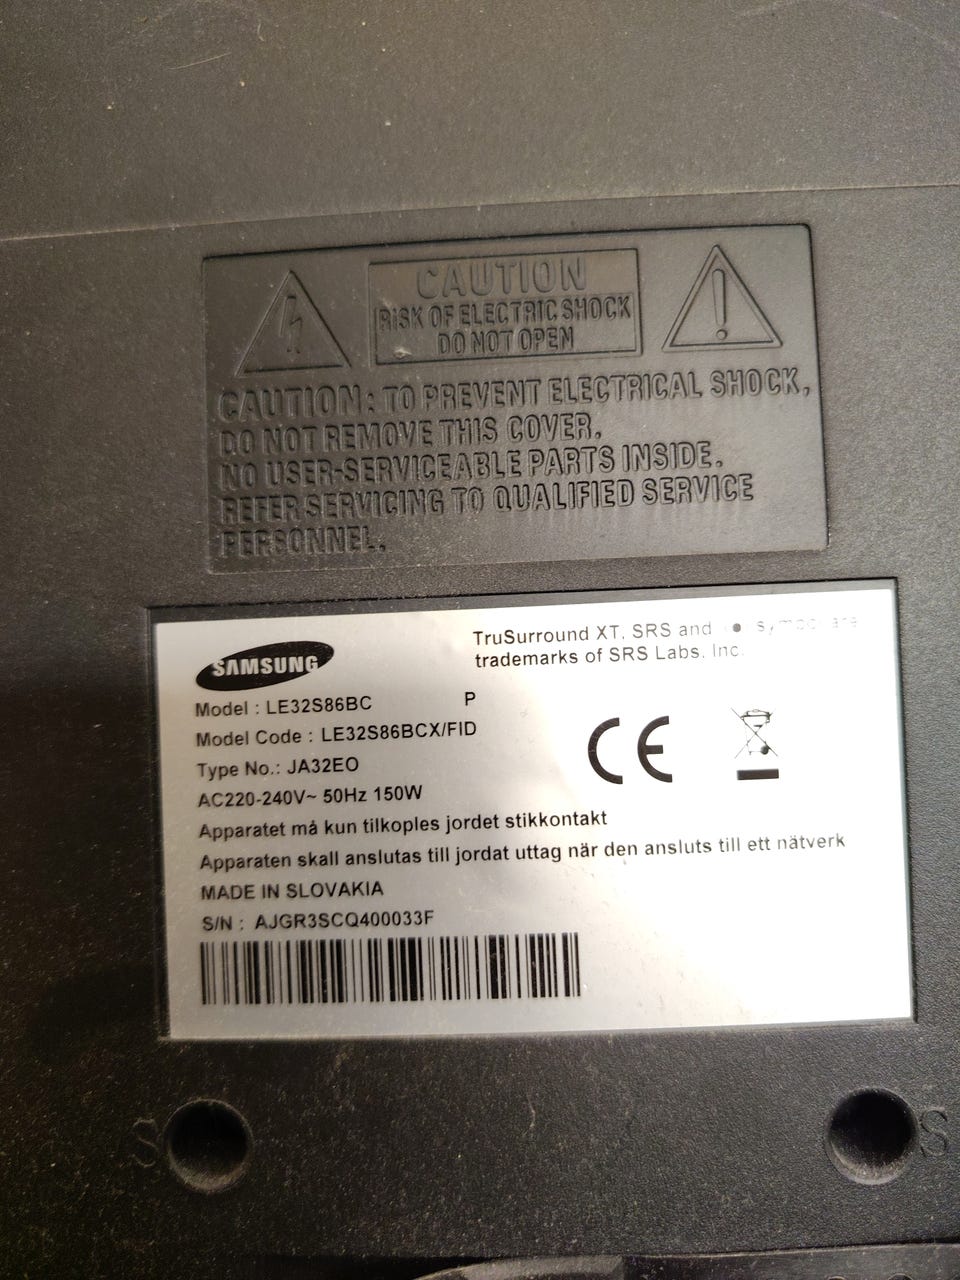 CAUTION
RISK OF ELECTRIC SHOCK
DO NOT OPEN
CAUTION: TO PREVENT ELECTRICAL SHOCK,
DO NOT REMOVE THIS COVER.
NO USER-SERVICEABLE PARTS INSIDE.
REFER SERVICING TO QUALIFIED SERVICE
PERSONNEL.
SAMSUNG
TruSurround XT, SRS and
trademarks of SRS Labs, Inc.
Model : LE32S86BC P
Model Code : LE32S86BCX/FID
Type No.: JA32EO
AC220-240V~ 50Hz 150W
CE
Apparatet må kun tilkoples jordet stikkontakt
Apparaten skall anslutas till jordat uttag när den ansluts till ett nätverk
MADE IN SLOVAKIA
S/N : AJGR3SCQ400033F
S S